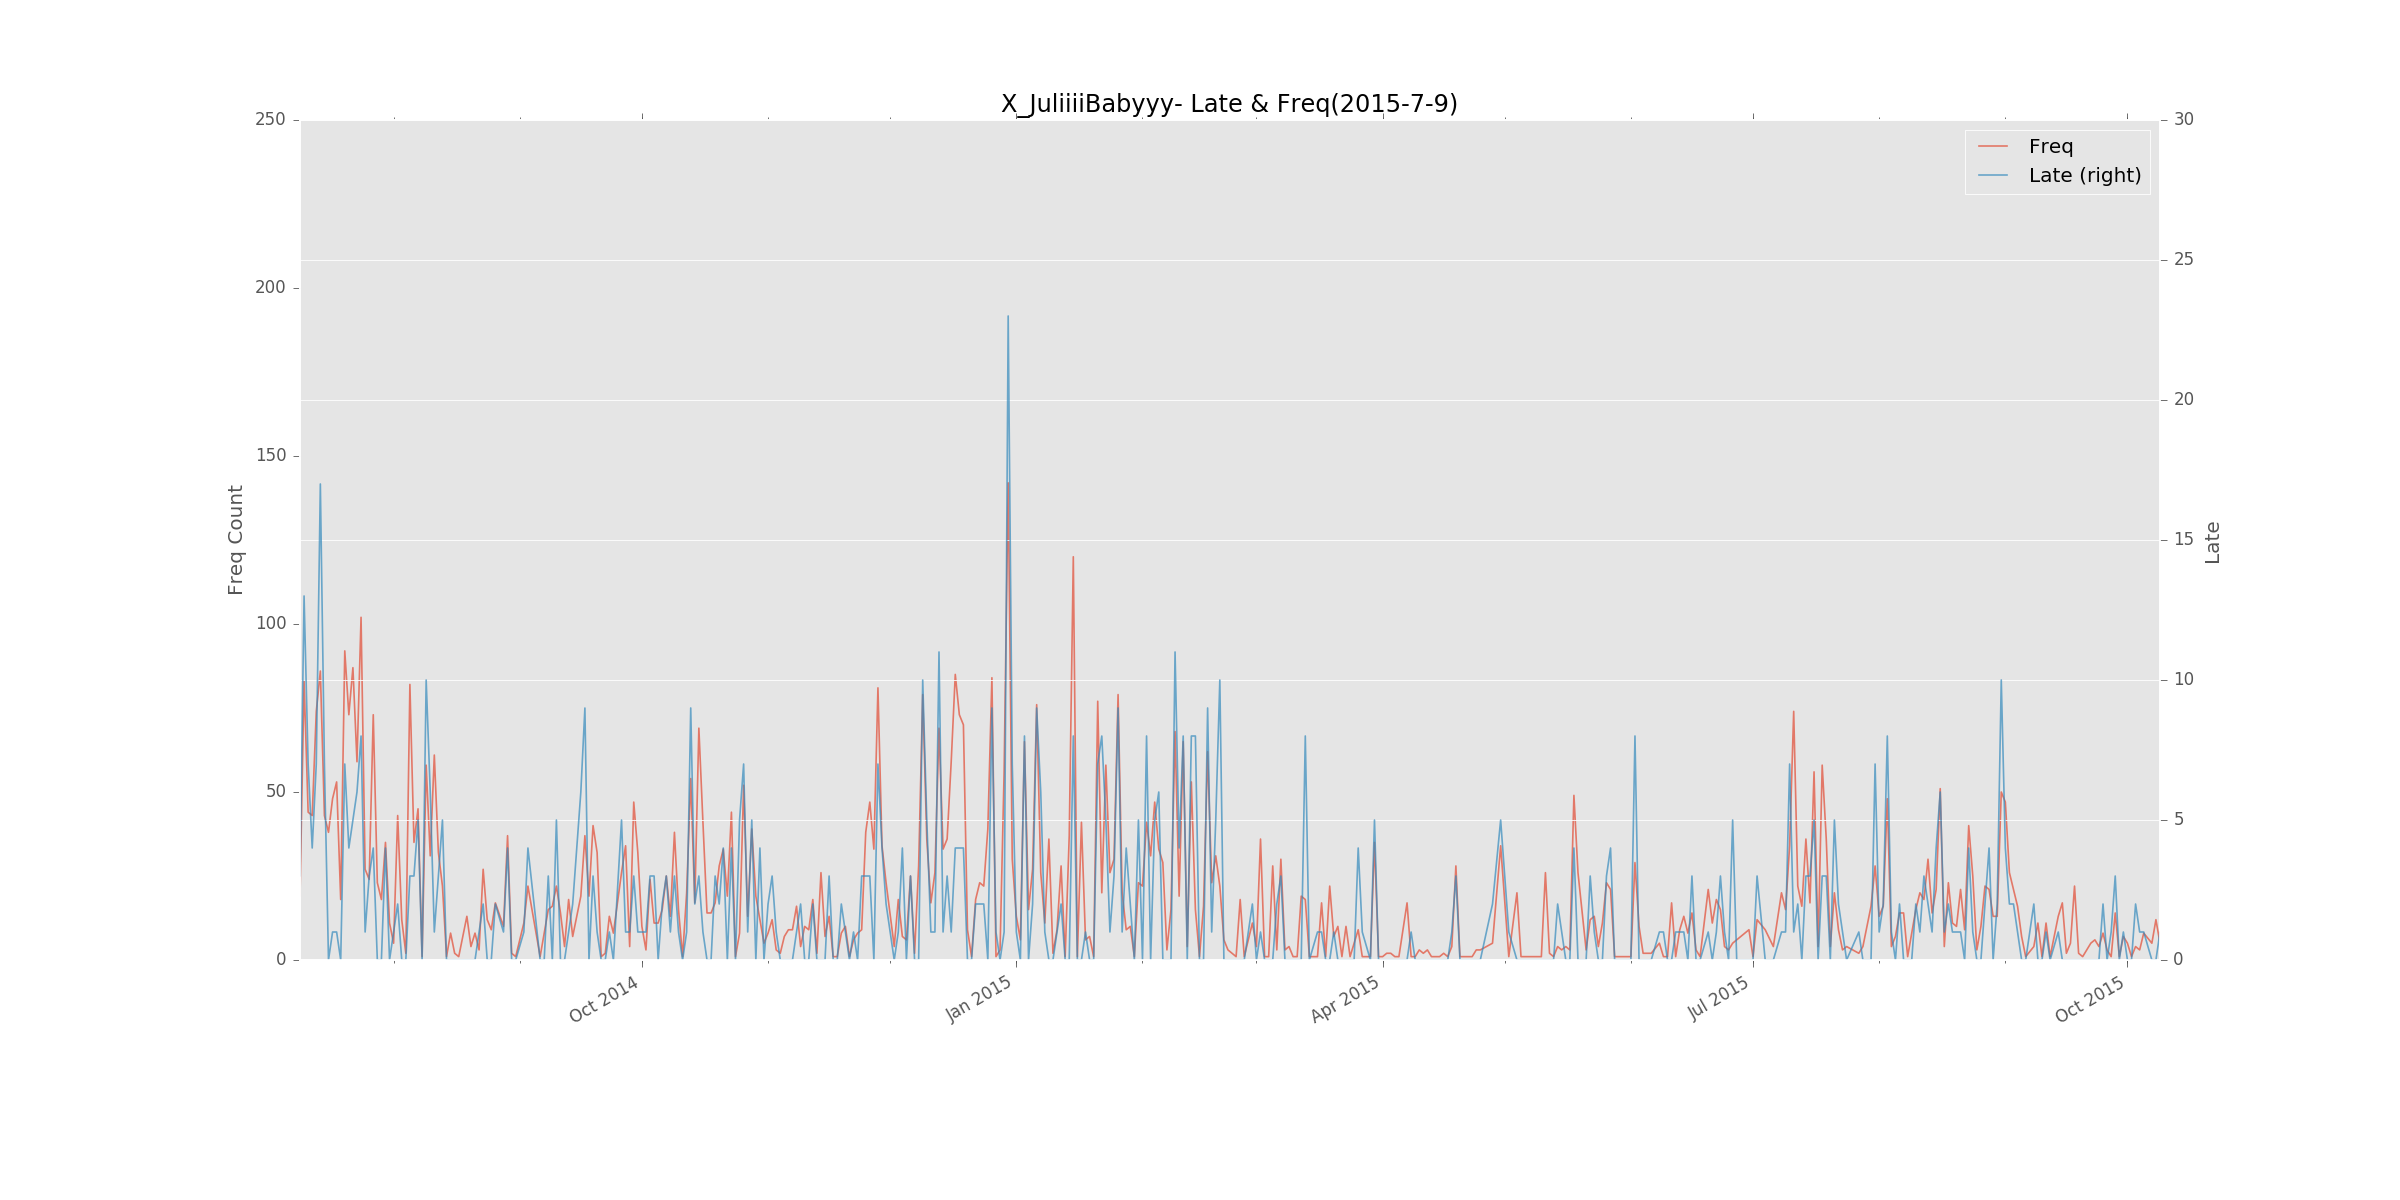 X_JuliiiiBabyyy- Late & Freq(2015-7-9)
Freq
Late (right)
250
200
150
100
50
0
Freq Count
30
25
20
15
10
5
0
Late
Oct 2014
Jan 2015
Apr 2015
Jul 2015
Oct 2015